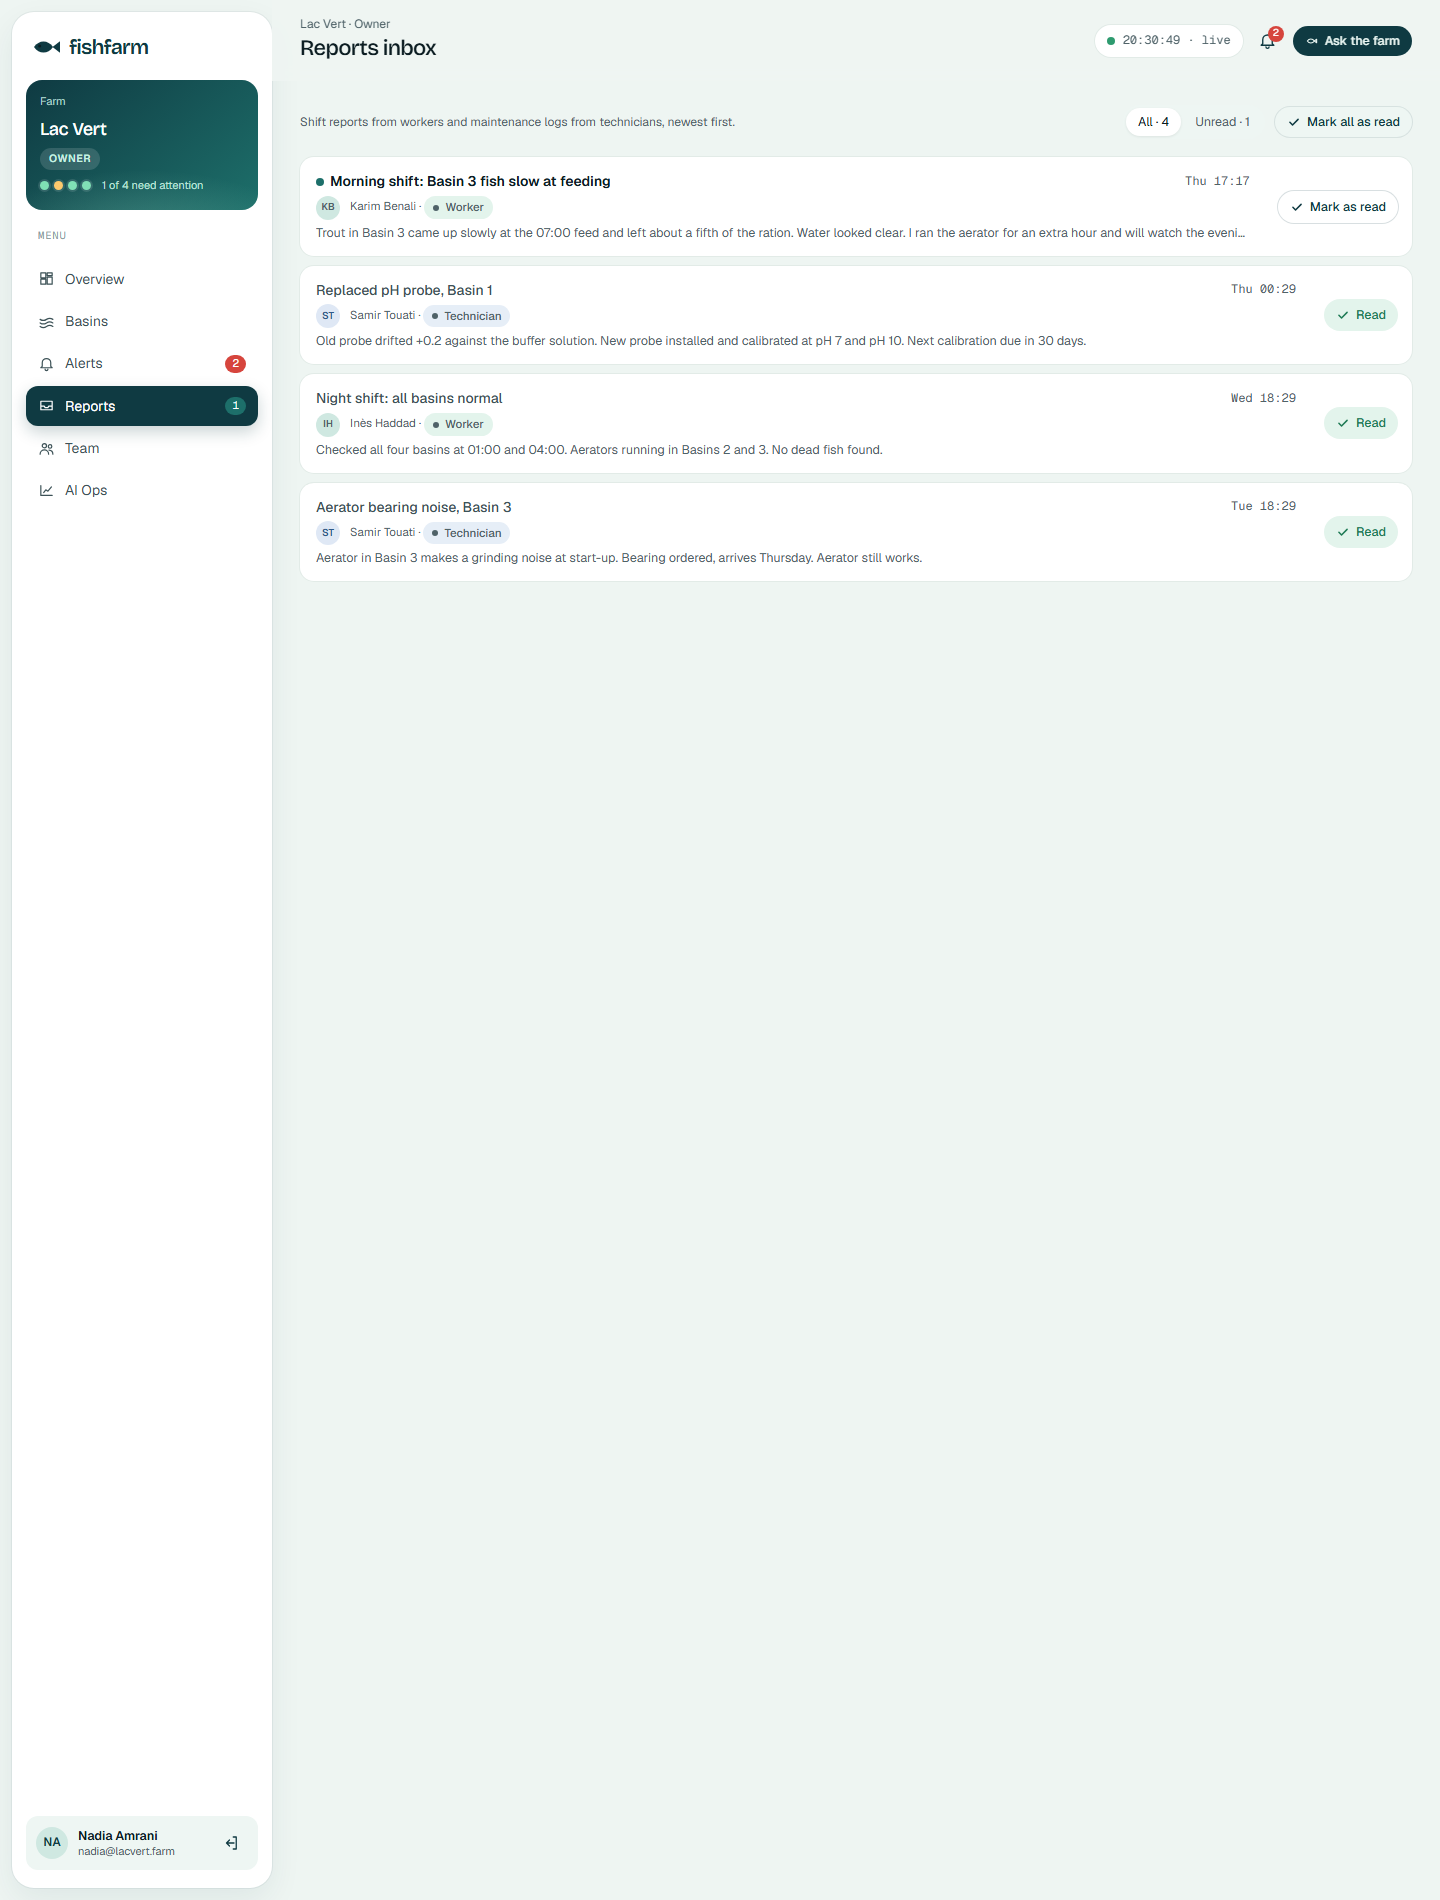 fishfarm
Farm
Lac Vert
OWNER
1 of 4 need attention
MENU
Overview
Basins
Alerts 2
Reports 1
Team
AI Ops
NA
Nadia Amrani
nadia@lacvert.farm
Lac Vert · Owner
Reports inbox
20:30:49 · live
2
Ask the farm
Shift reports from workers and maintenance logs from technicians, newest first.
All · 4
Unread · 1
Mark all as read
Morning shift: Basin 3 fish slow at feeding
Thu 17:17
KB Karim Benali · Worker
Mark as read
Trout in Basin 3 came up slowly at the 07:00 feed and left about a fifth of the ration. Water looked clear. I ran the aerator for an extra hour and will watch the eveni…
Replaced pH probe, Basin 1
Thu 00:29
ST Samir Touati · Technician
Read
Old probe drifted +0.2 against the buffer solution. New probe installed and calibrated at pH 7 and pH 10. Next calibration due in 30 days.
Night shift: all basins normal
Wed 18:29
IH Inès Haddad · Worker
Read
Checked all four basins at 01:00 and 04:00. Aerators running in Basins 2 and 3. No dead fish found.
Aerator bearing noise, Basin 3
Tue 18:29
ST Samir Touati · Technician
Read
Aerator in Basin 3 makes a grinding noise at start-up. Bearing ordered, arrives Thursday. Aerator still works.